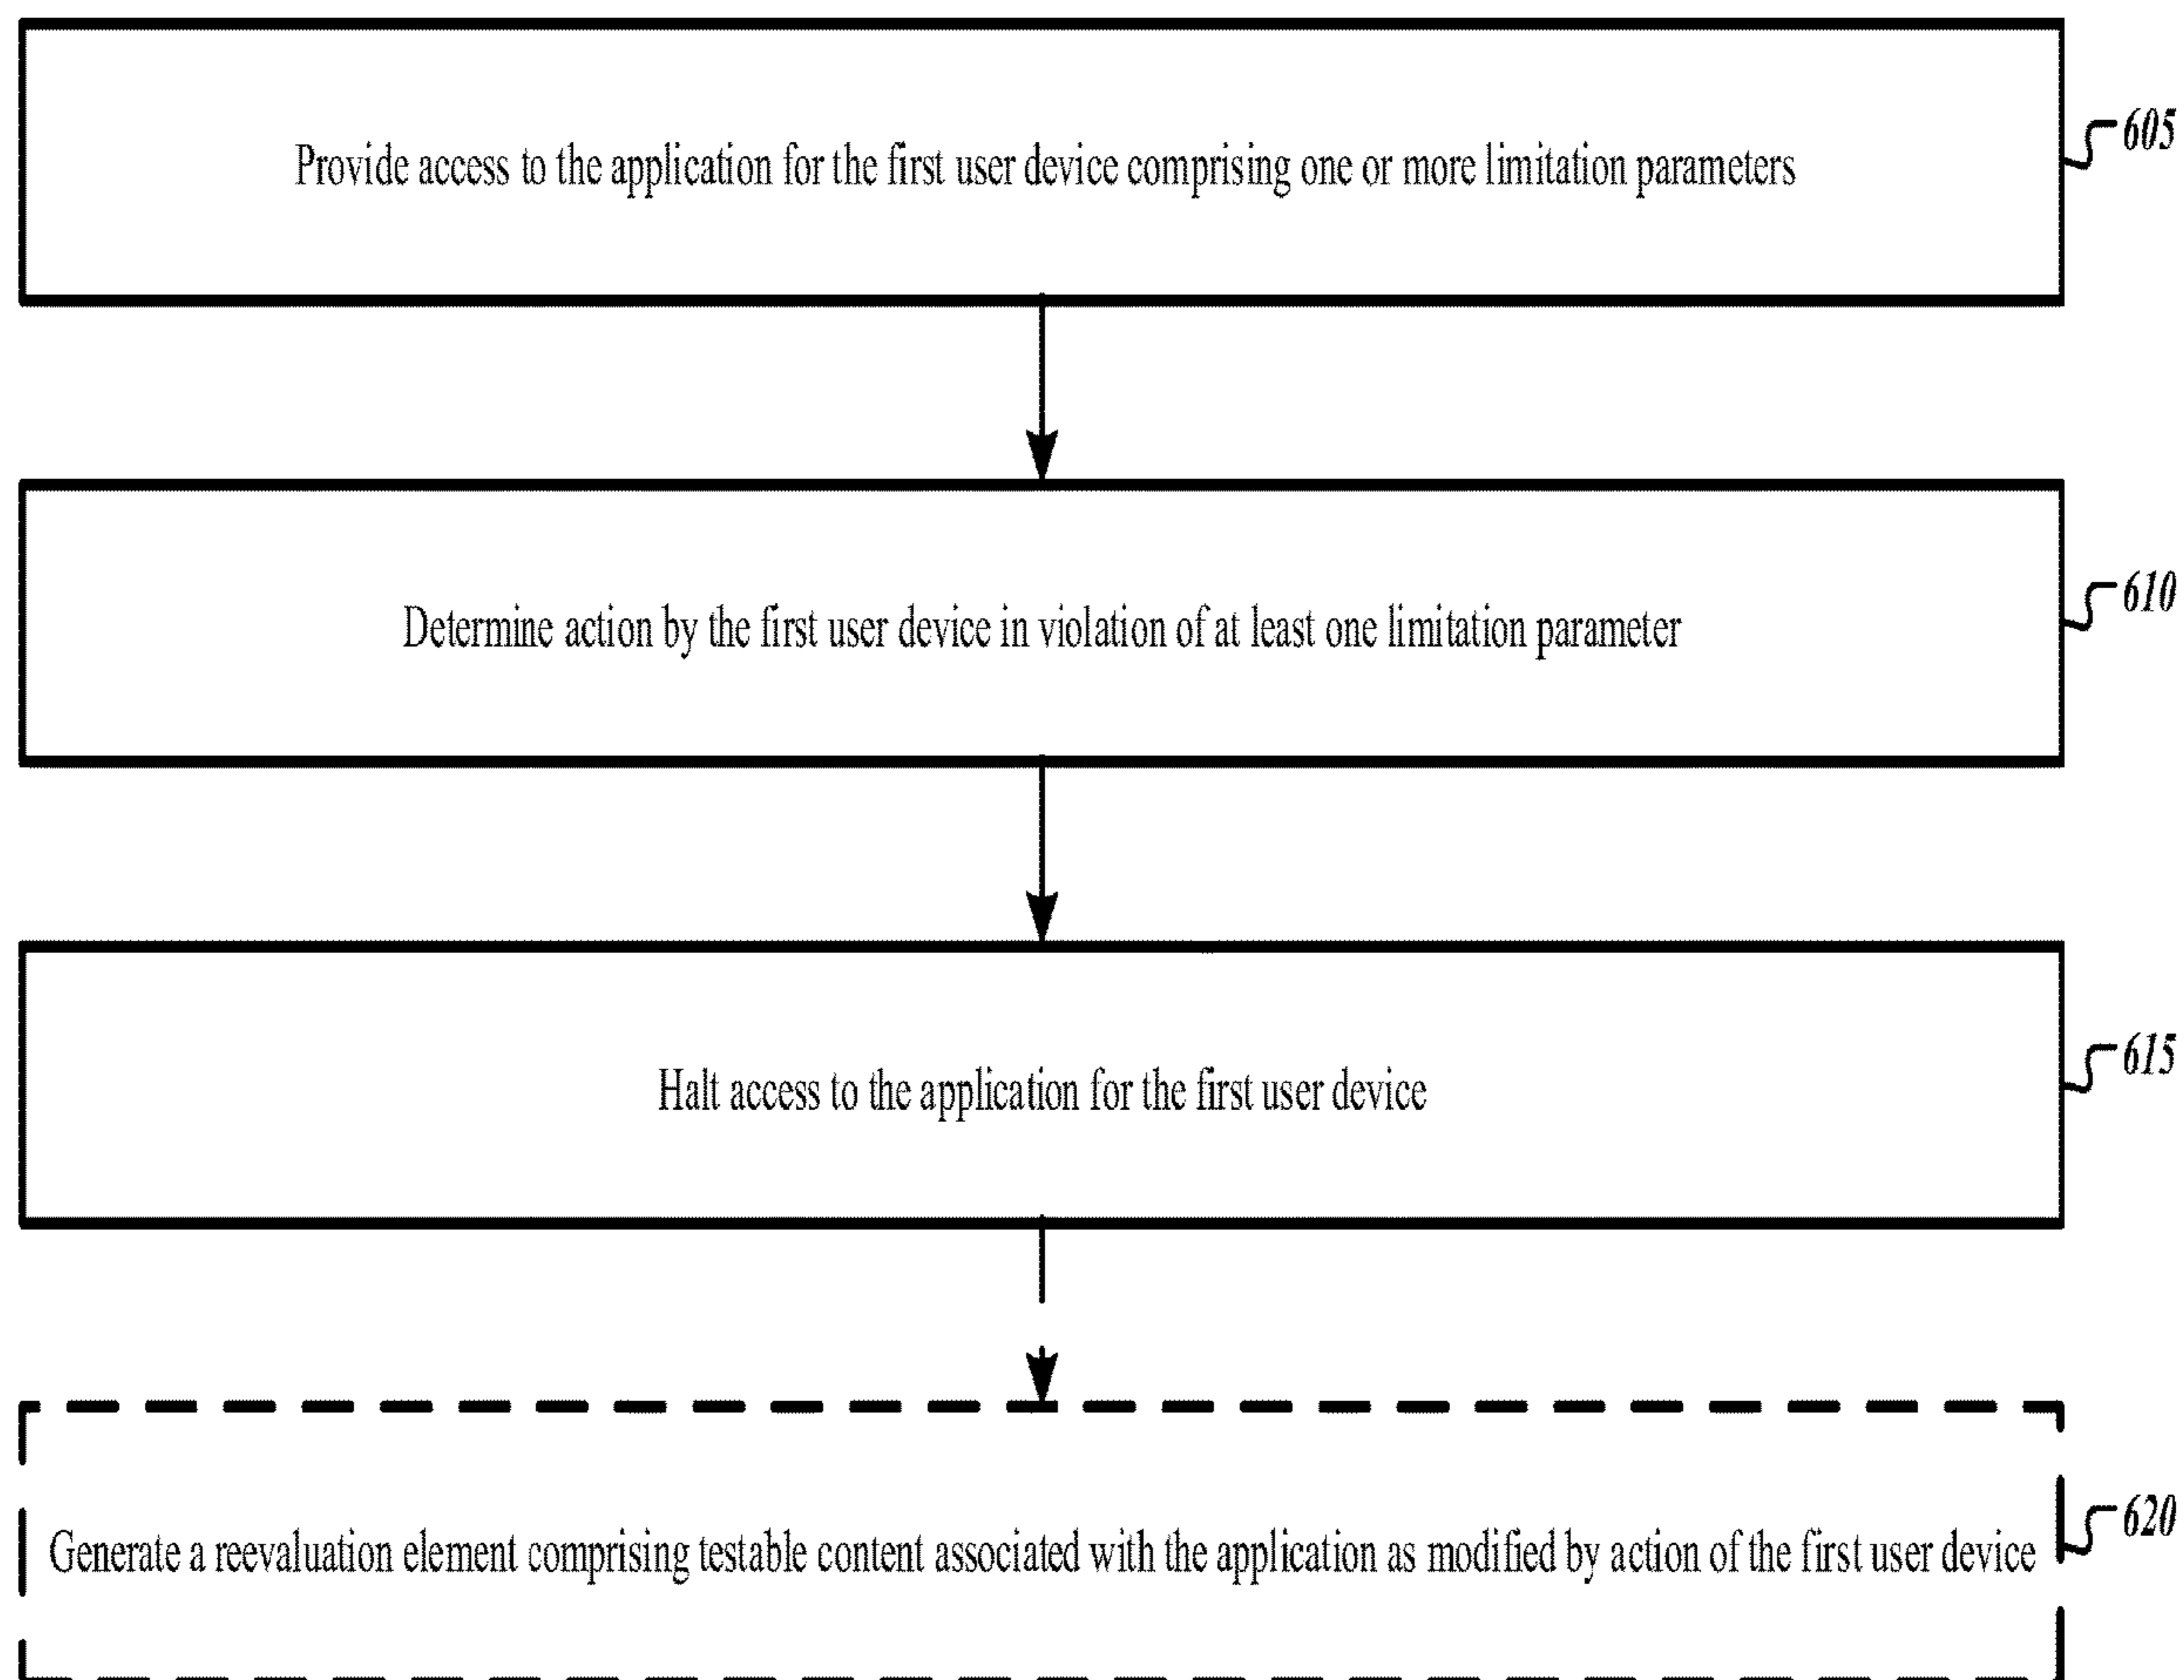 Provide access to the application for the first user device comprising one or more limitation parameters
605
Determine action by the first user device in violation of at least one limitation parameter
610
Halt access to the application for the first user device
615
Generate a reevaluation element comprising testable content associated with the application as modified by action of the first user device
620